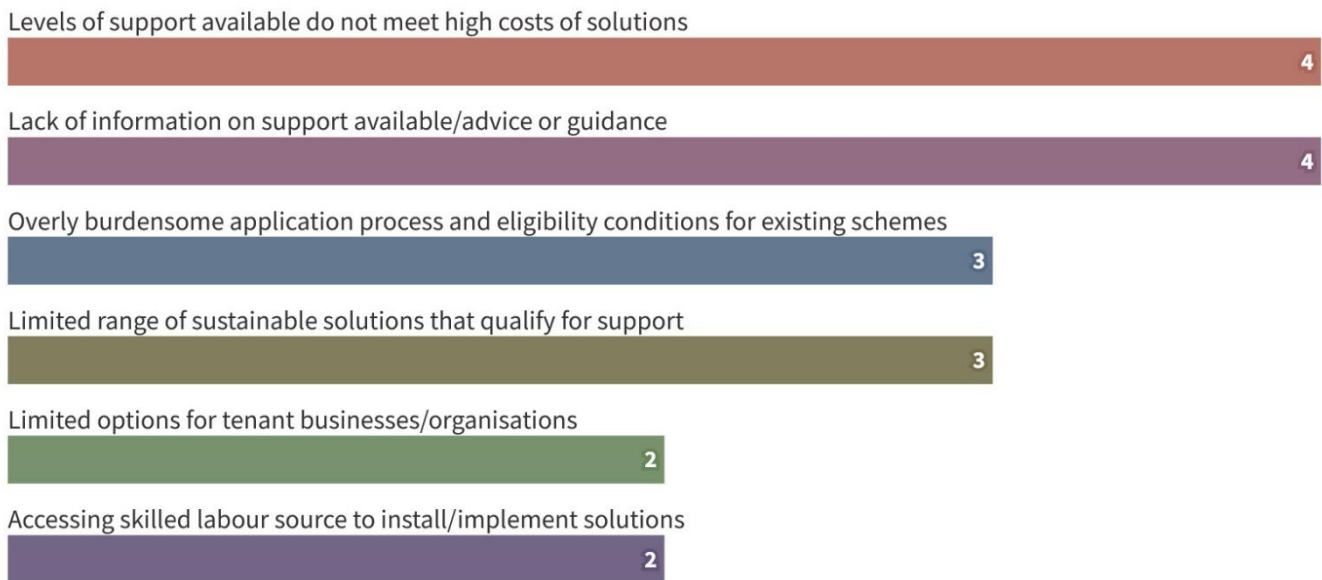 Levels of support available do not meet high costs of solutions
4
Lack of information on support available/advice or guidance
4
Overly burdensome application process and eligibility conditions for existing schemes
3
Limited range of sustainable solutions that qualify for support
3
Limited options for tenant businesses/organisations
2
Accessing skilled labour source to install/implement solutions
2